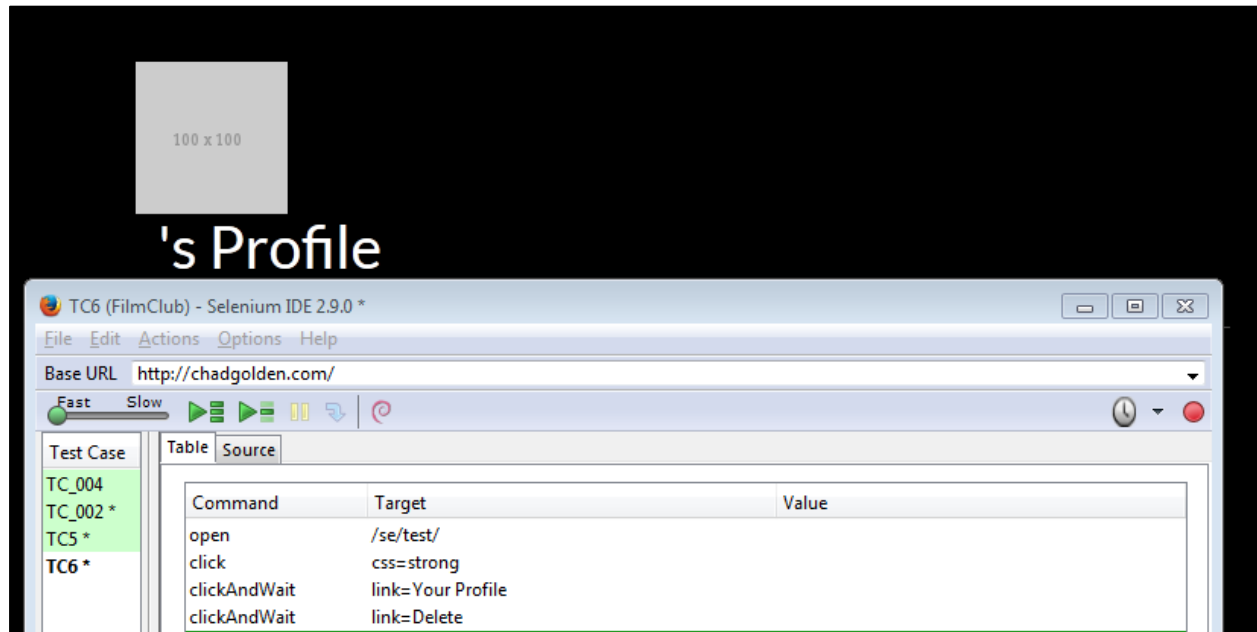 100 x 100
's Profile
TC6 (FilmClub) - Selenium IDE 2.9.0 *
File Edit Actions Options Help
Base URL http://chadgolden.com/
Fast Slow
Test Case Table Source
TC_004
Command Target Value
TC_002 *
open /se/test/
TC5 *
click css=strong
TC6 *
clickAndWait link=Your Profile
clickAndWait link=Delete